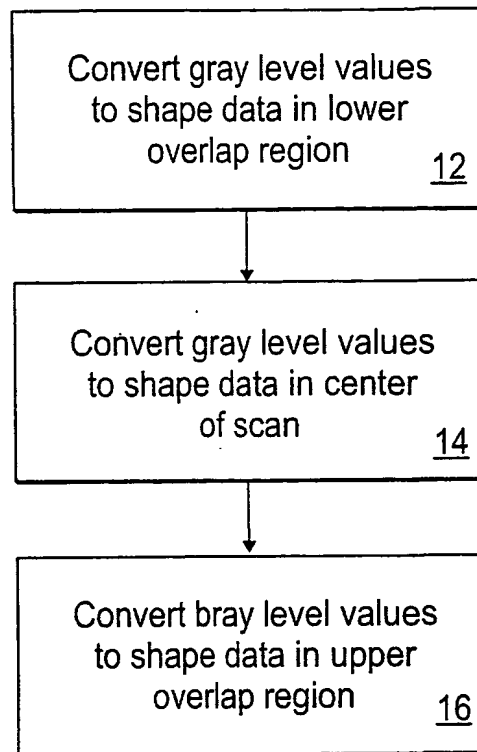 Convert gray level values
to shape data in lower
overlap region
12
Convert gray level values
to shape data in center
of scan
14
Convert bray level values
to shape data in upper
overlap region
16